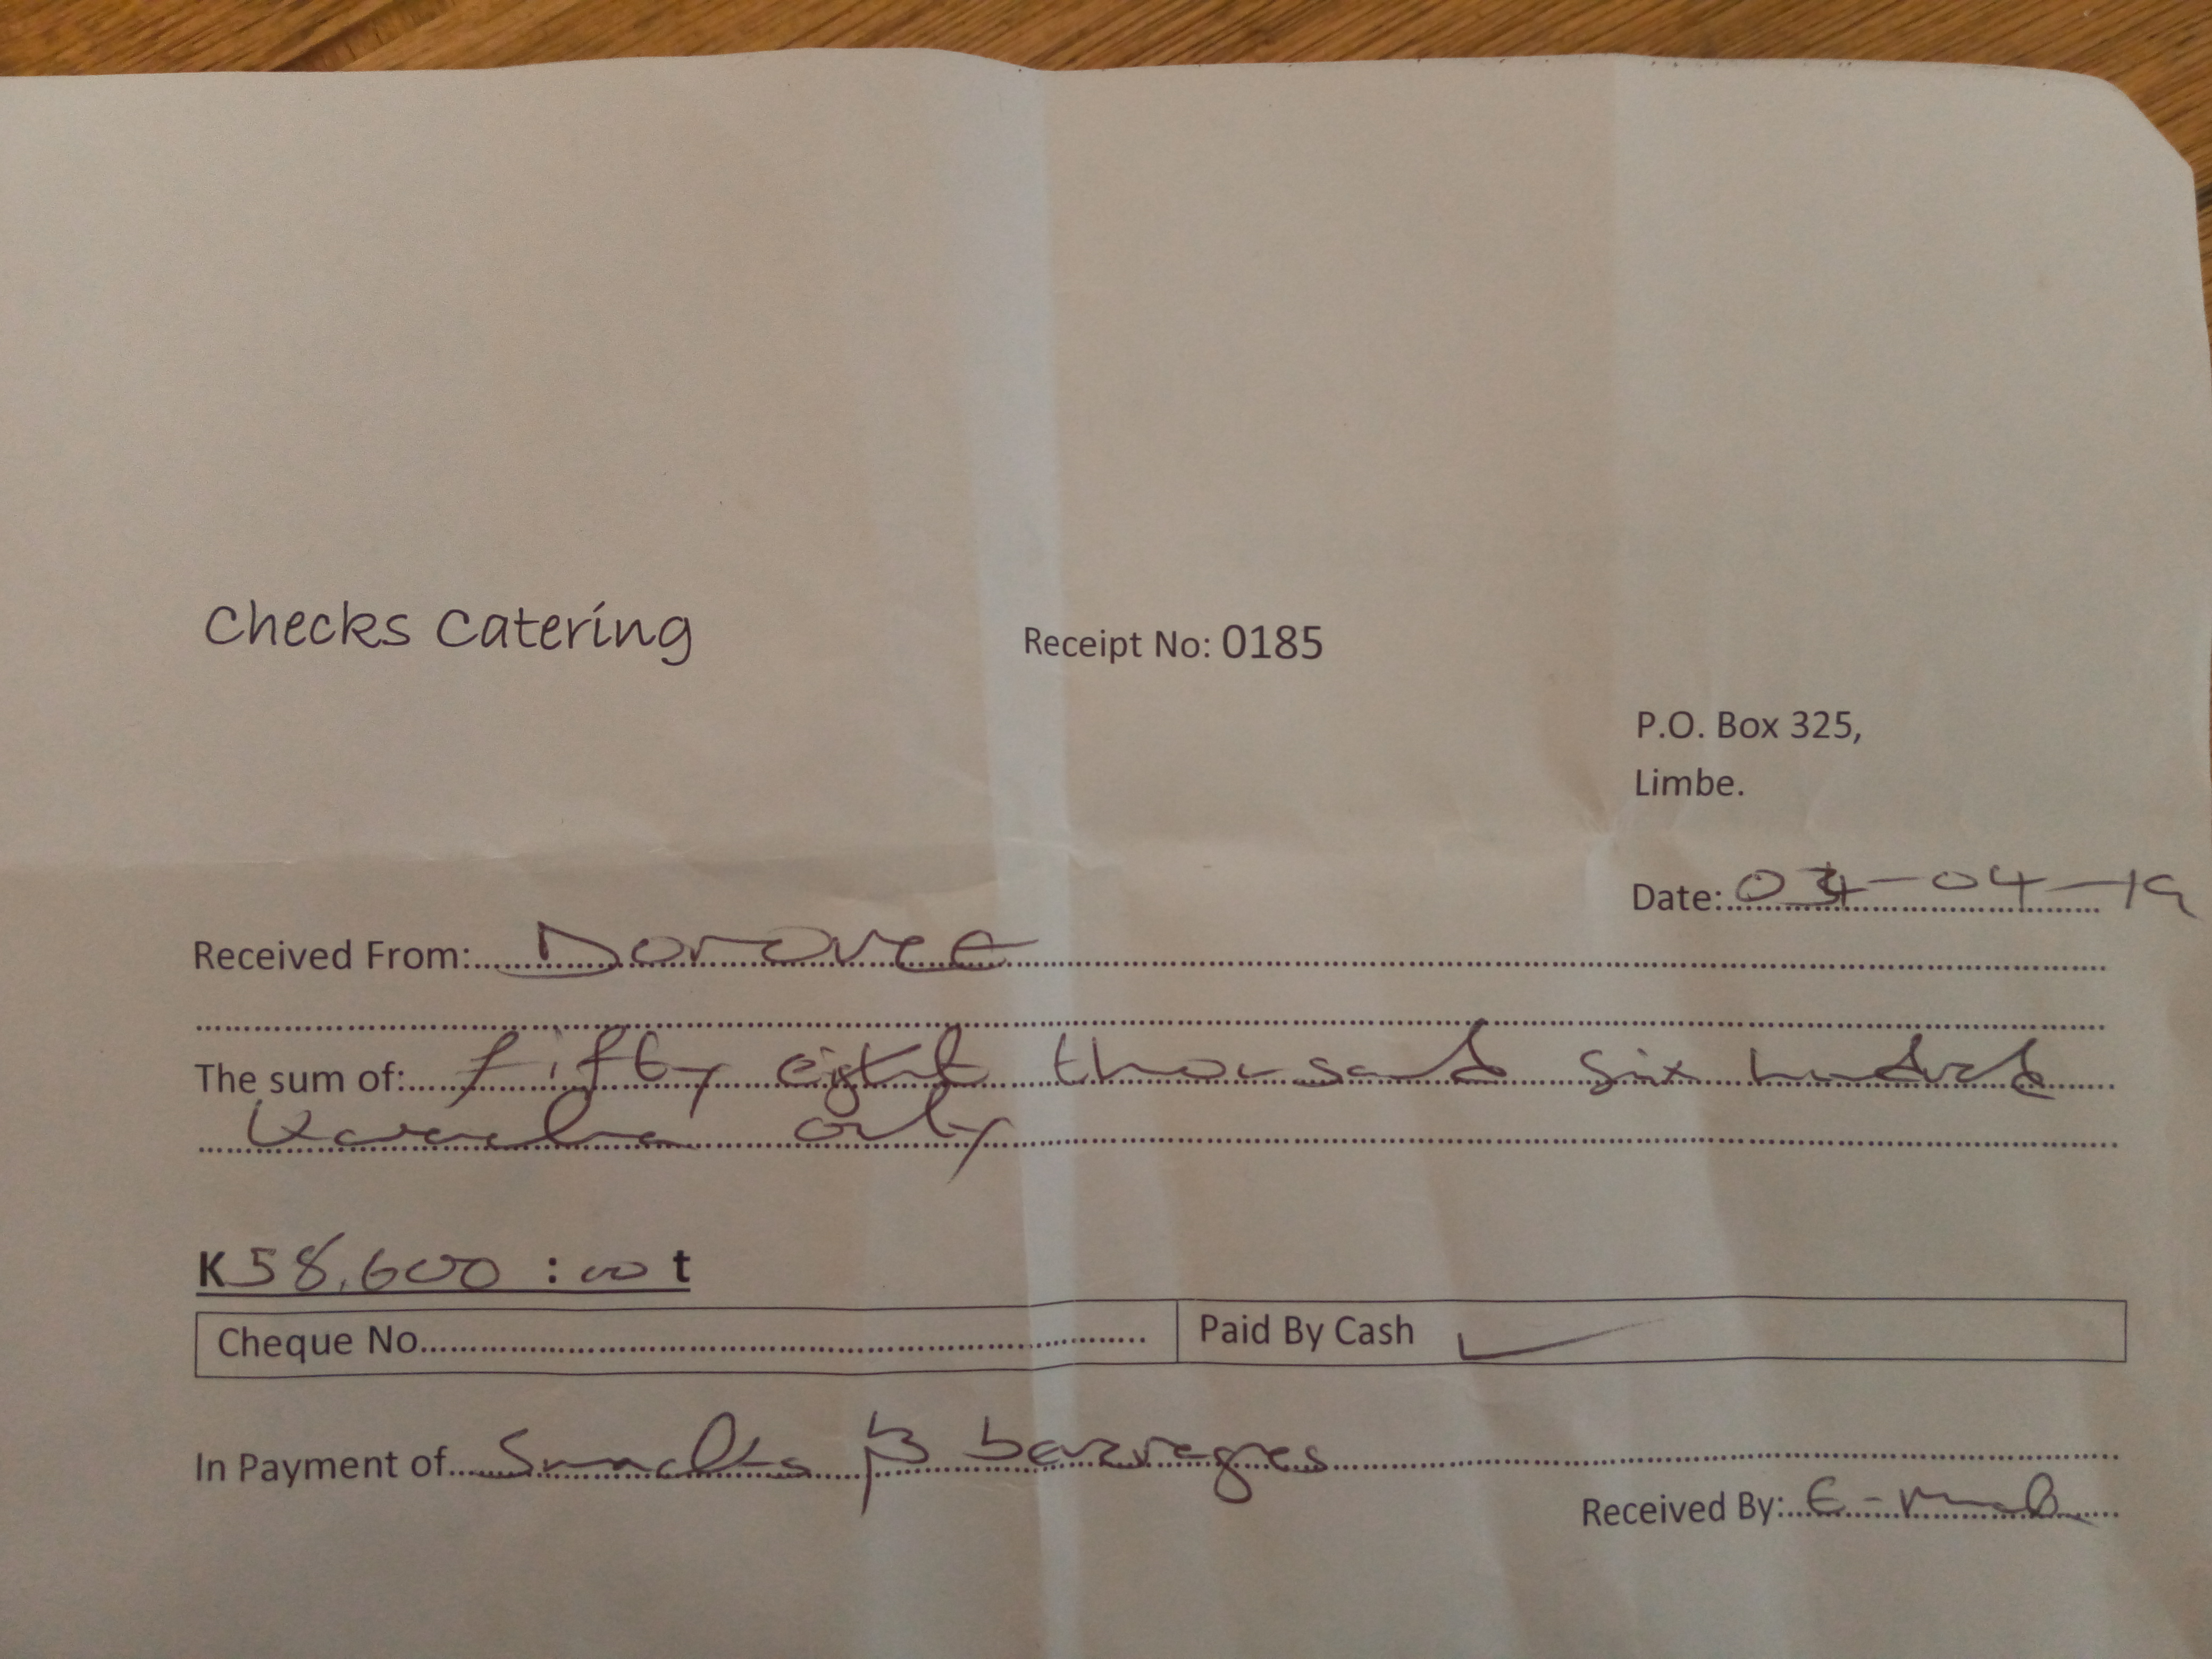 Checks Catering Receipt No: 0185
P.O. Box 325,
Limbe.
Date: -04-19
Received From: Dorovee
The sum of: fifty eight thousand six hundred
Kwacha only
K58,600 : 00 t
Cheque No. Paid By Cash ✓
In Payment of Snacks & beverages
Received By: